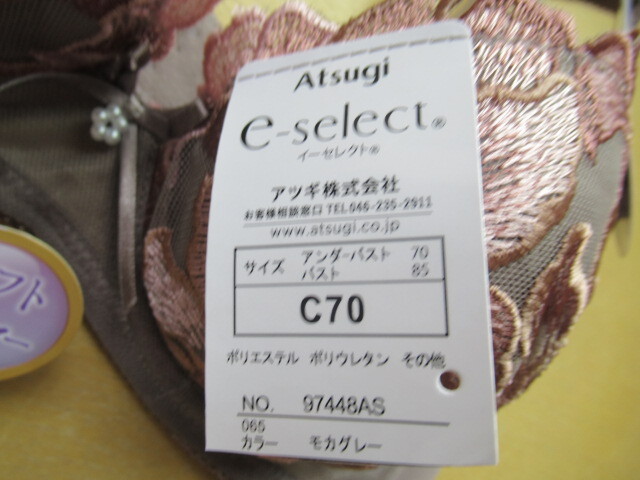 Atsugi
e-select®
イーセレクト®
アツギ株式会社
お客様相談窓口 TEL 046-235-2911
www.atsugi.co.jp
サイズ アンダーバスト 70
バスト 85
C70
ポリエステル ポリウレタン その他
NO. 97448AS
065
カラー モカグレー
フト
ー